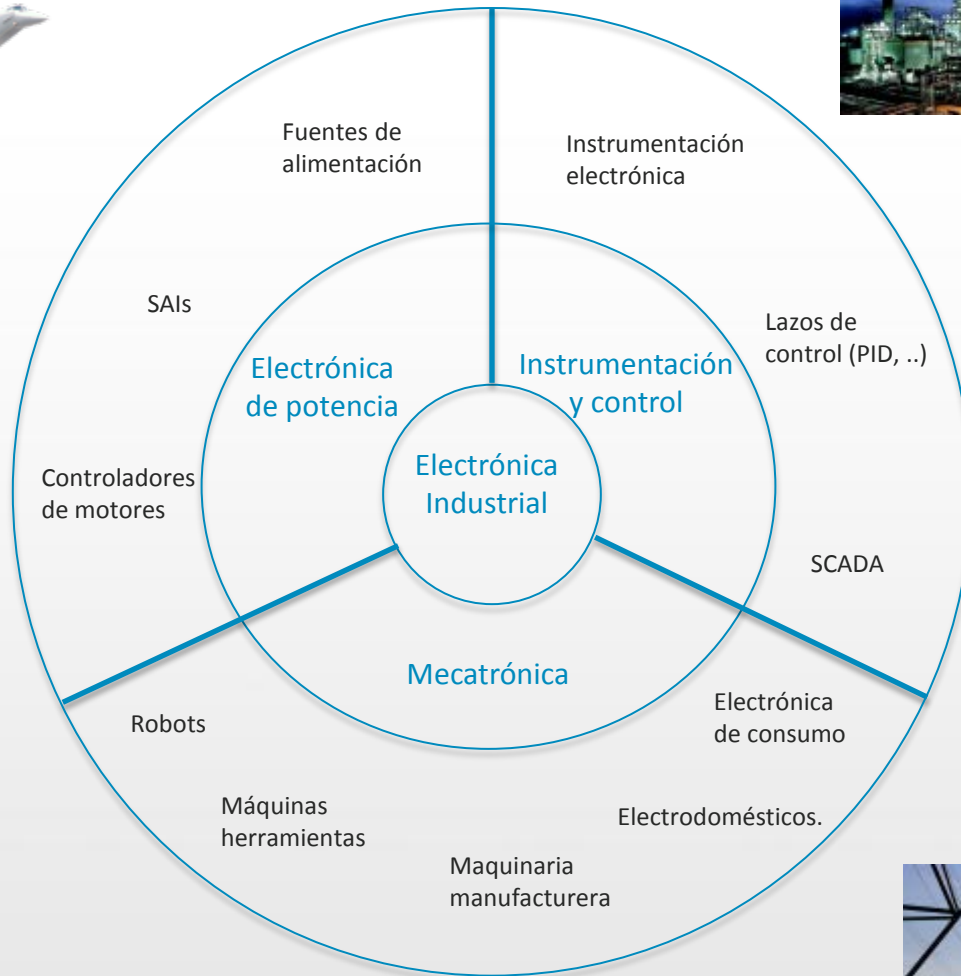 Fuentes de
alimentación
Instrumentación
electrónica
SAIs
Lazos de
control (PID, ..)
Electrónica
de potencia
Instrumentación
y control
Controladores
de motores
Electrónica
Industrial
SCADA
Mecatrónica
Robots
Electrónica
de consumo
Máquinas
herramientas
Electrodomésticos.
Maquinaria
manufacturera